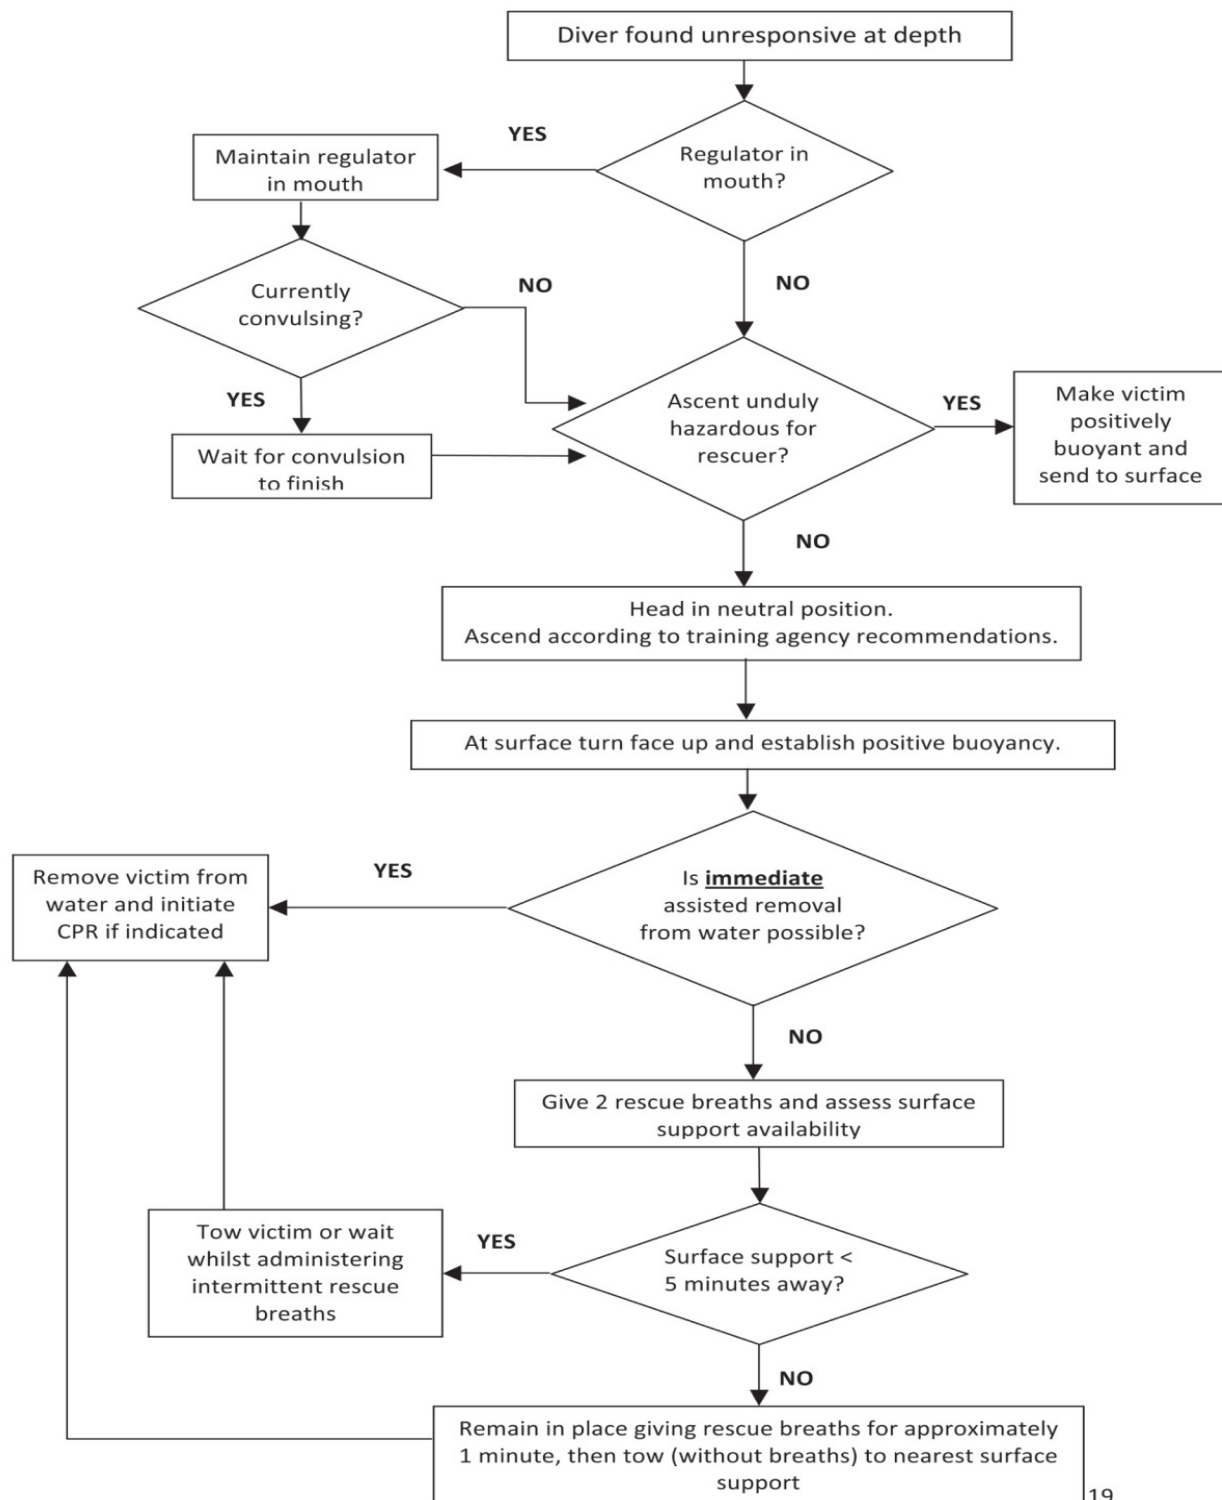 Diver found unresponsive at depth
YES
Maintain regulator
in mouth
Regulator in
mouth?
NO
NO
Currently
convulsing?
YES
Wait for convulsion
to finish
Ascent unduly
hazardous for
rescuer?
YES
Make victim
positively
buoyant and
send to surface
NO
Head in neutral position.
Ascend according to training agency recommendations.
At surface turn face up and establish positive buoyancy.
YES
Remove victim from
water and initiate
CPR if indicated
Is immediate
assisted removal
from water possible?
NO
Give 2 rescue breaths and assess surface
support availability
Tow victim or wait
whilst administering
intermittent rescue
breaths
YES
Surface support <
5 minutes away?
NO
Remain in place giving rescue breaths for approximately
1 minute, then tow (without breaths) to nearest surface
support
19